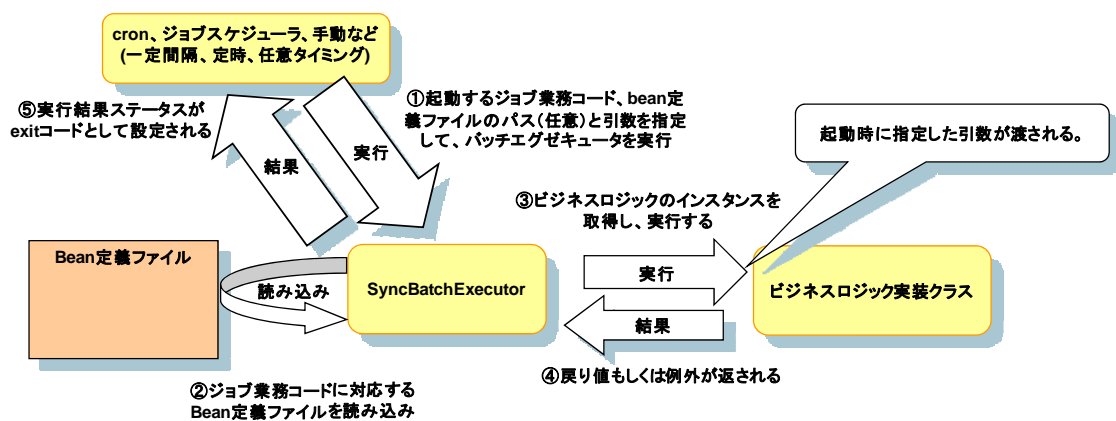 cron、ジョブスケジューラ、手動など
(一定間隔、定時、任意タイミング)
⑤実行結果ステータスが
exitコードとして設定される
①起動するジョブ業務コード、bean定
義ファイルのパス(任意)と引数を指定
して、バッチエグゼキュータを実行
結果
実行
起動時に指定した引数が渡される。
③ビジネスロジックのインスタンスを
取得し、実行する
Bean定義ファイル
読み込み
SyncBatchExecutor
実行
結果
ビジネスロジック実装クラス
④戻り値もしくは例外が返される
②ジョブ業務コードに対応する
Bean定義ファイルを読み込み